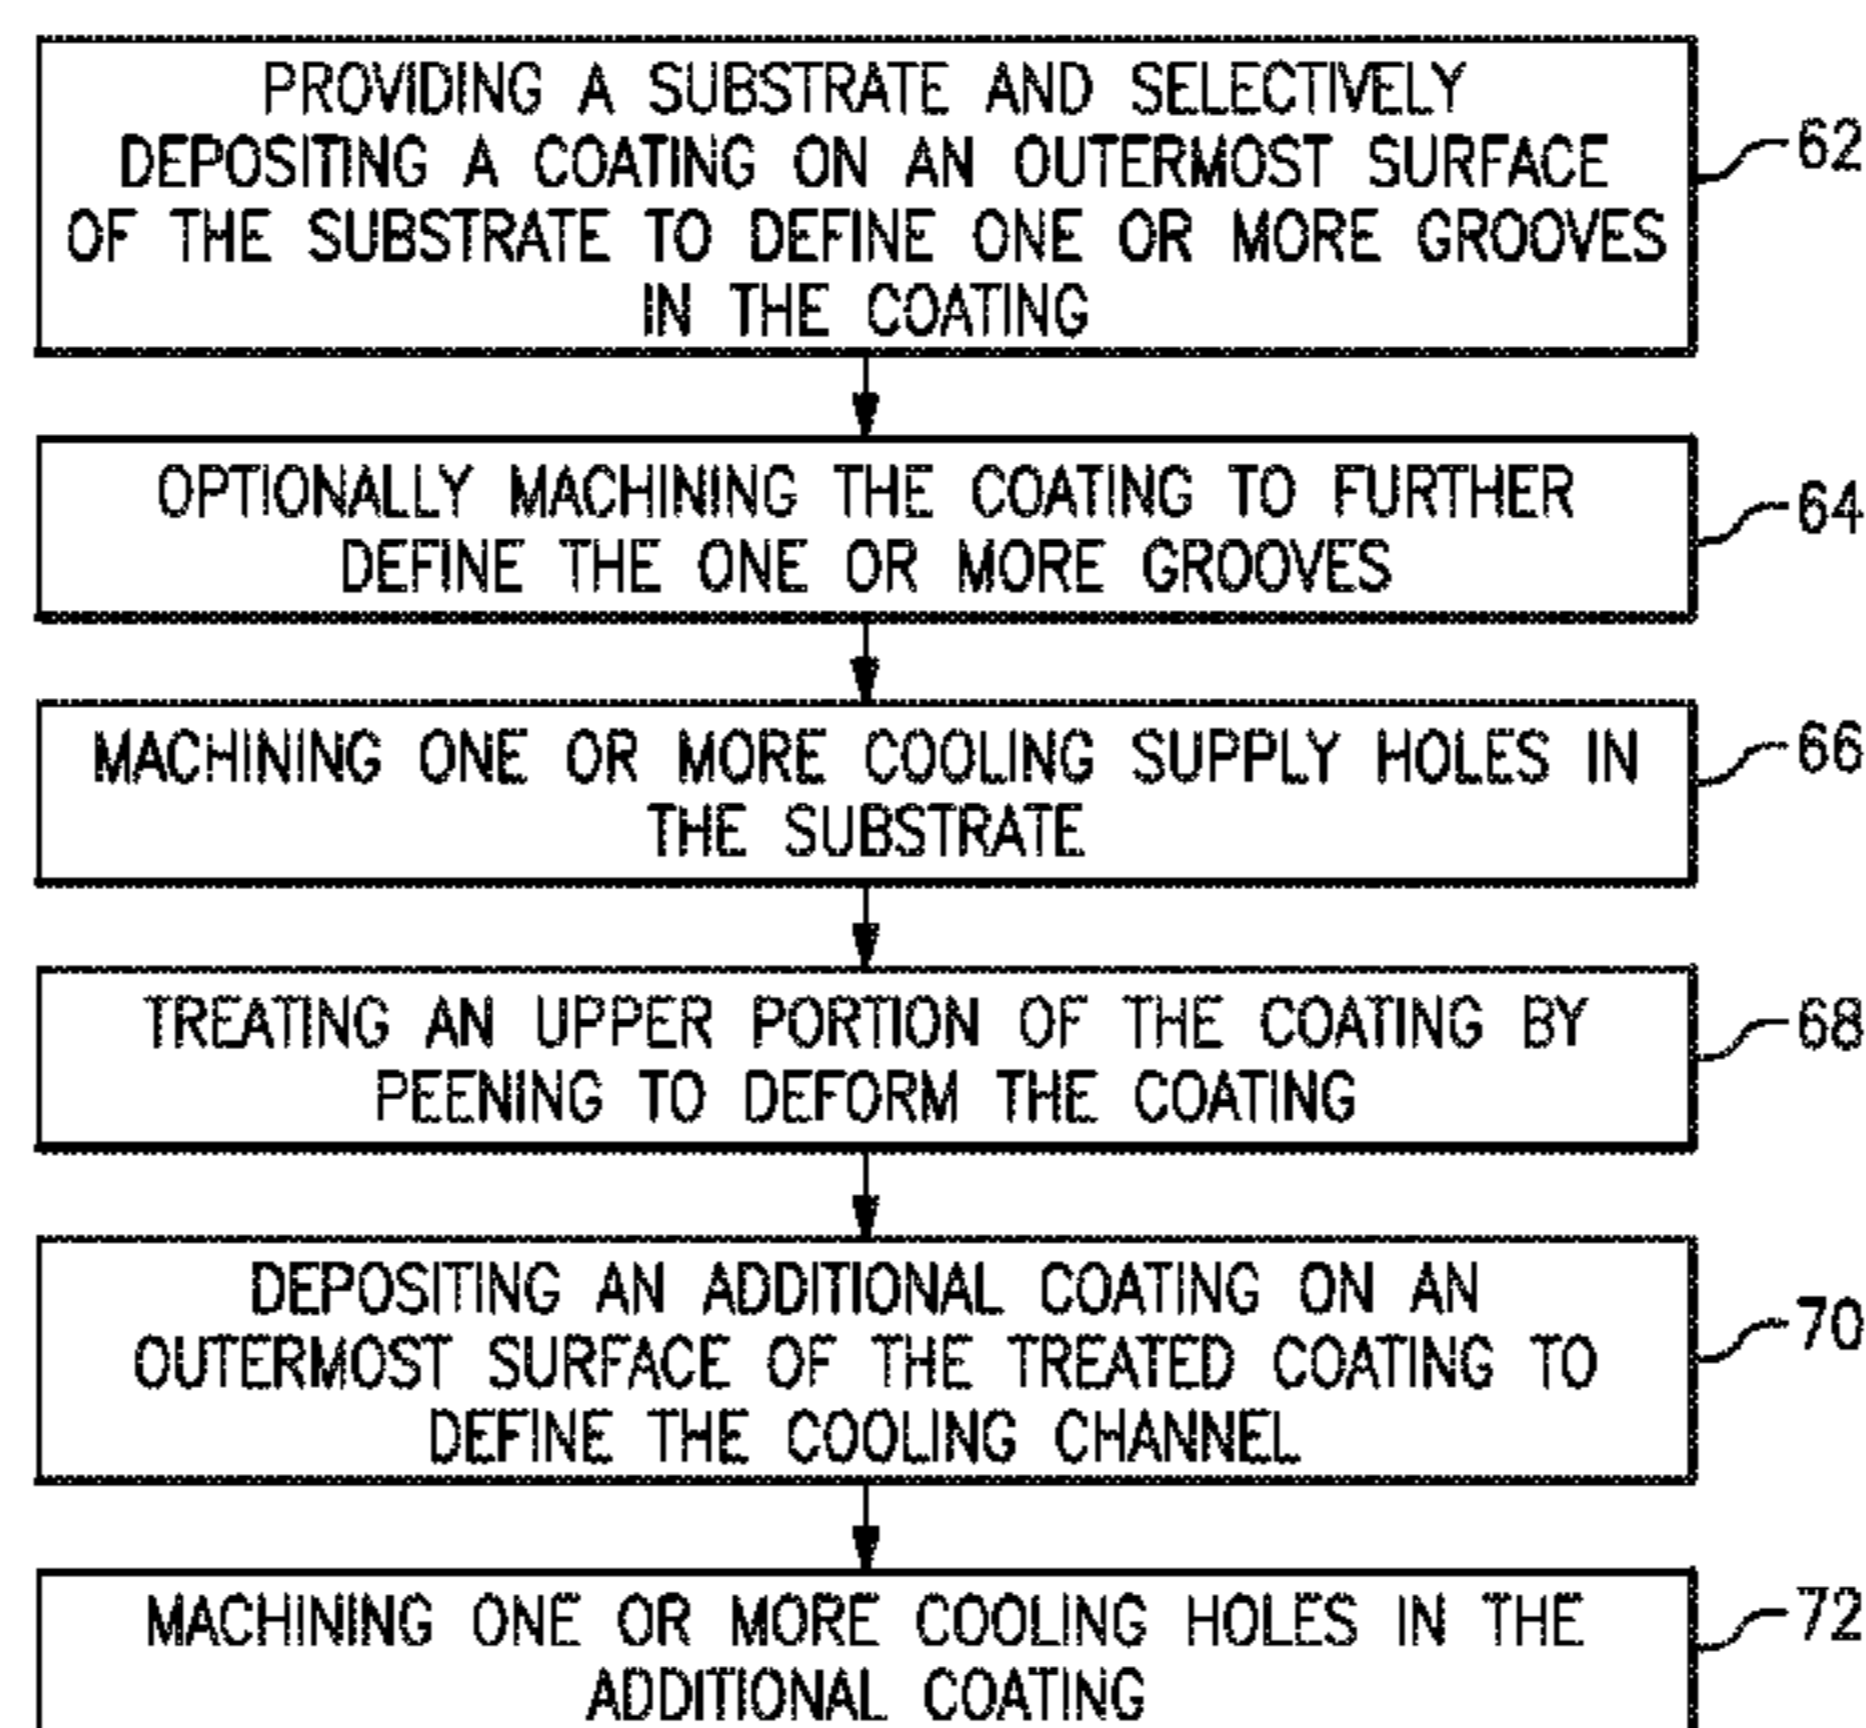 PROVIDING A SUBSTRATE AND SELECTIVELY
DEPOSITING A COATING ON AN OUTERMOST SURFACE
OF THE SUBSTRATE TO DEFINE ONE OR MORE GROOVES
IN THE COATING
62
OPTIONALLY MACHINING THE COATING TO FURTHER
DEFINE THE ONE OR MORE GROOVES
64
MACHINING ONE OR MORE COOLING SUPPLY HOLES IN
THE SUBSTRATE
66
TREATING AN UPPER PORTION OF THE COATING BY
PEENING TO DEFORM THE COATING
68
DEPOSITING AN ADDITIONAL COATING ON AN
OUTERMOST SURFACE OF THE TREATED COATING TO
DEFINE THE COOLING CHANNEL
70
MACHINING ONE OR MORE COOLING HOLES IN THE
ADDITIONAL COATING
72